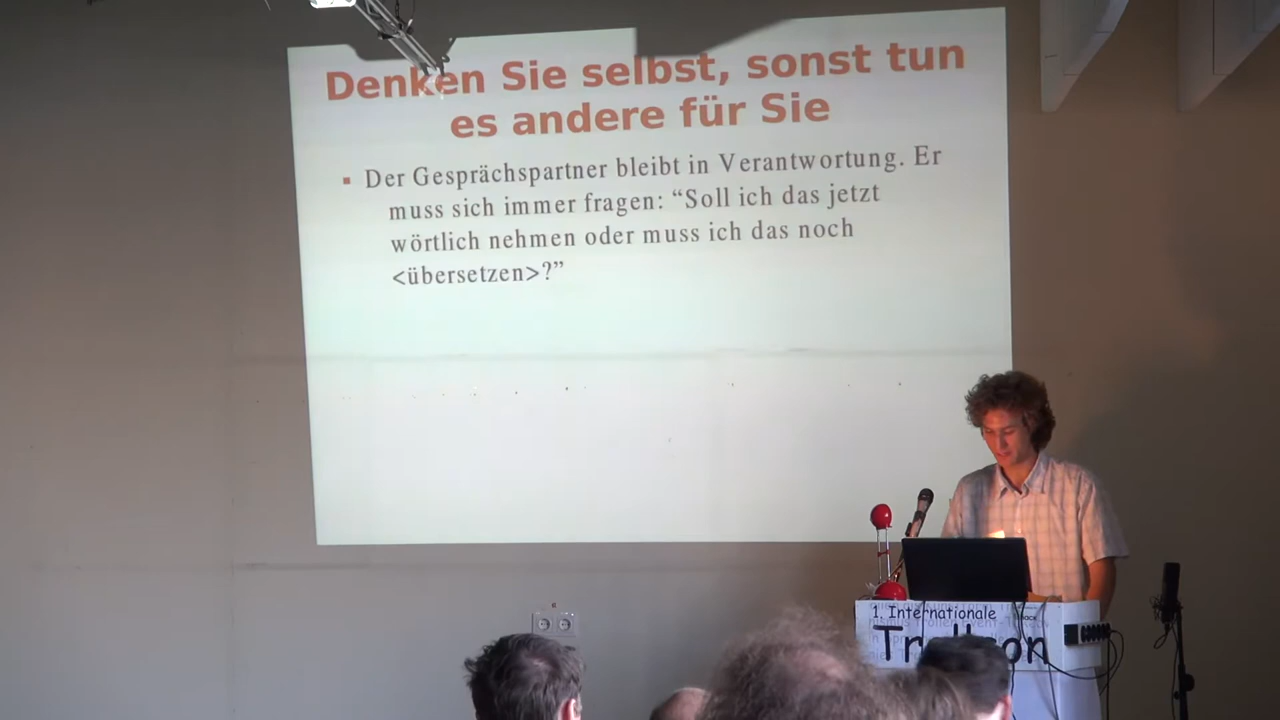 Denken Sie selbst, sonst tun
es andere für Sie
Der Gesprächspartner bleibt in Verantwortung. Er
muss sich immer fragen: “Soll ich das jetzt
wörtlich nehmen oder muss ich das noch
<übersetzen>?”
1. Internationale